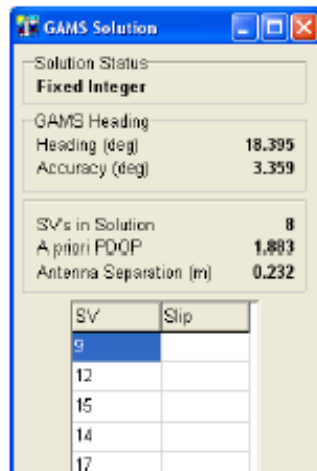 GAMS Solution
Solution Status
Fixed Integer
GAMS Heading
Heading (deg) 18.395
Accuracy (deg) 3.359
SV's in Solution 8
A priori PDOP 1.883
Antenna Separation (m) 0.232
SV Slip
9
12
15
14
17